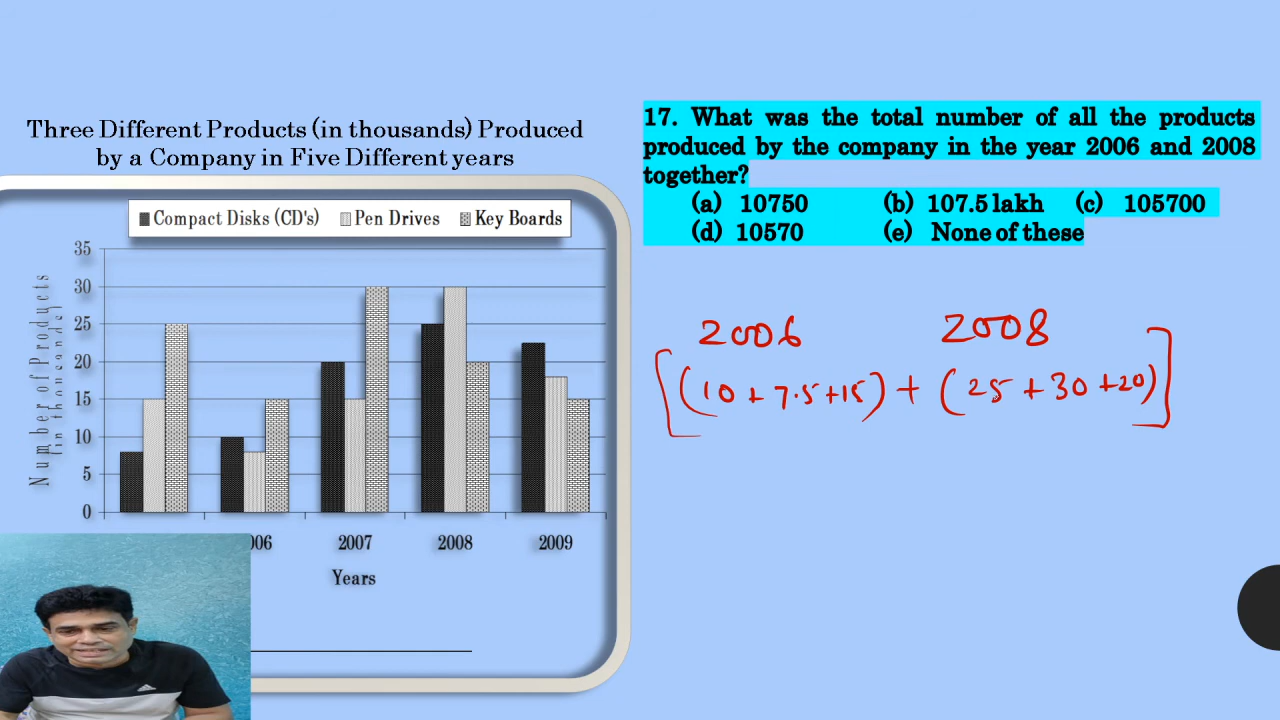 Three Different Products (in thousands) Produced
by a Company in Five Different years
Compact Disks (CD's) Pen Drives Key Boards
Number of Products
35
30
25
20
15
10
5
0
06 2007 2008 2009
Years
17. What was the total number of all the products
produced by the company in the year 2006 and 2008
together?
(a) 10750 (b) 107.5 lakh (c) 105700
(d) 10570 (e) None of these
2006 2008
[(10 + 7.5 + 15) + (25 + 30 + 20)]